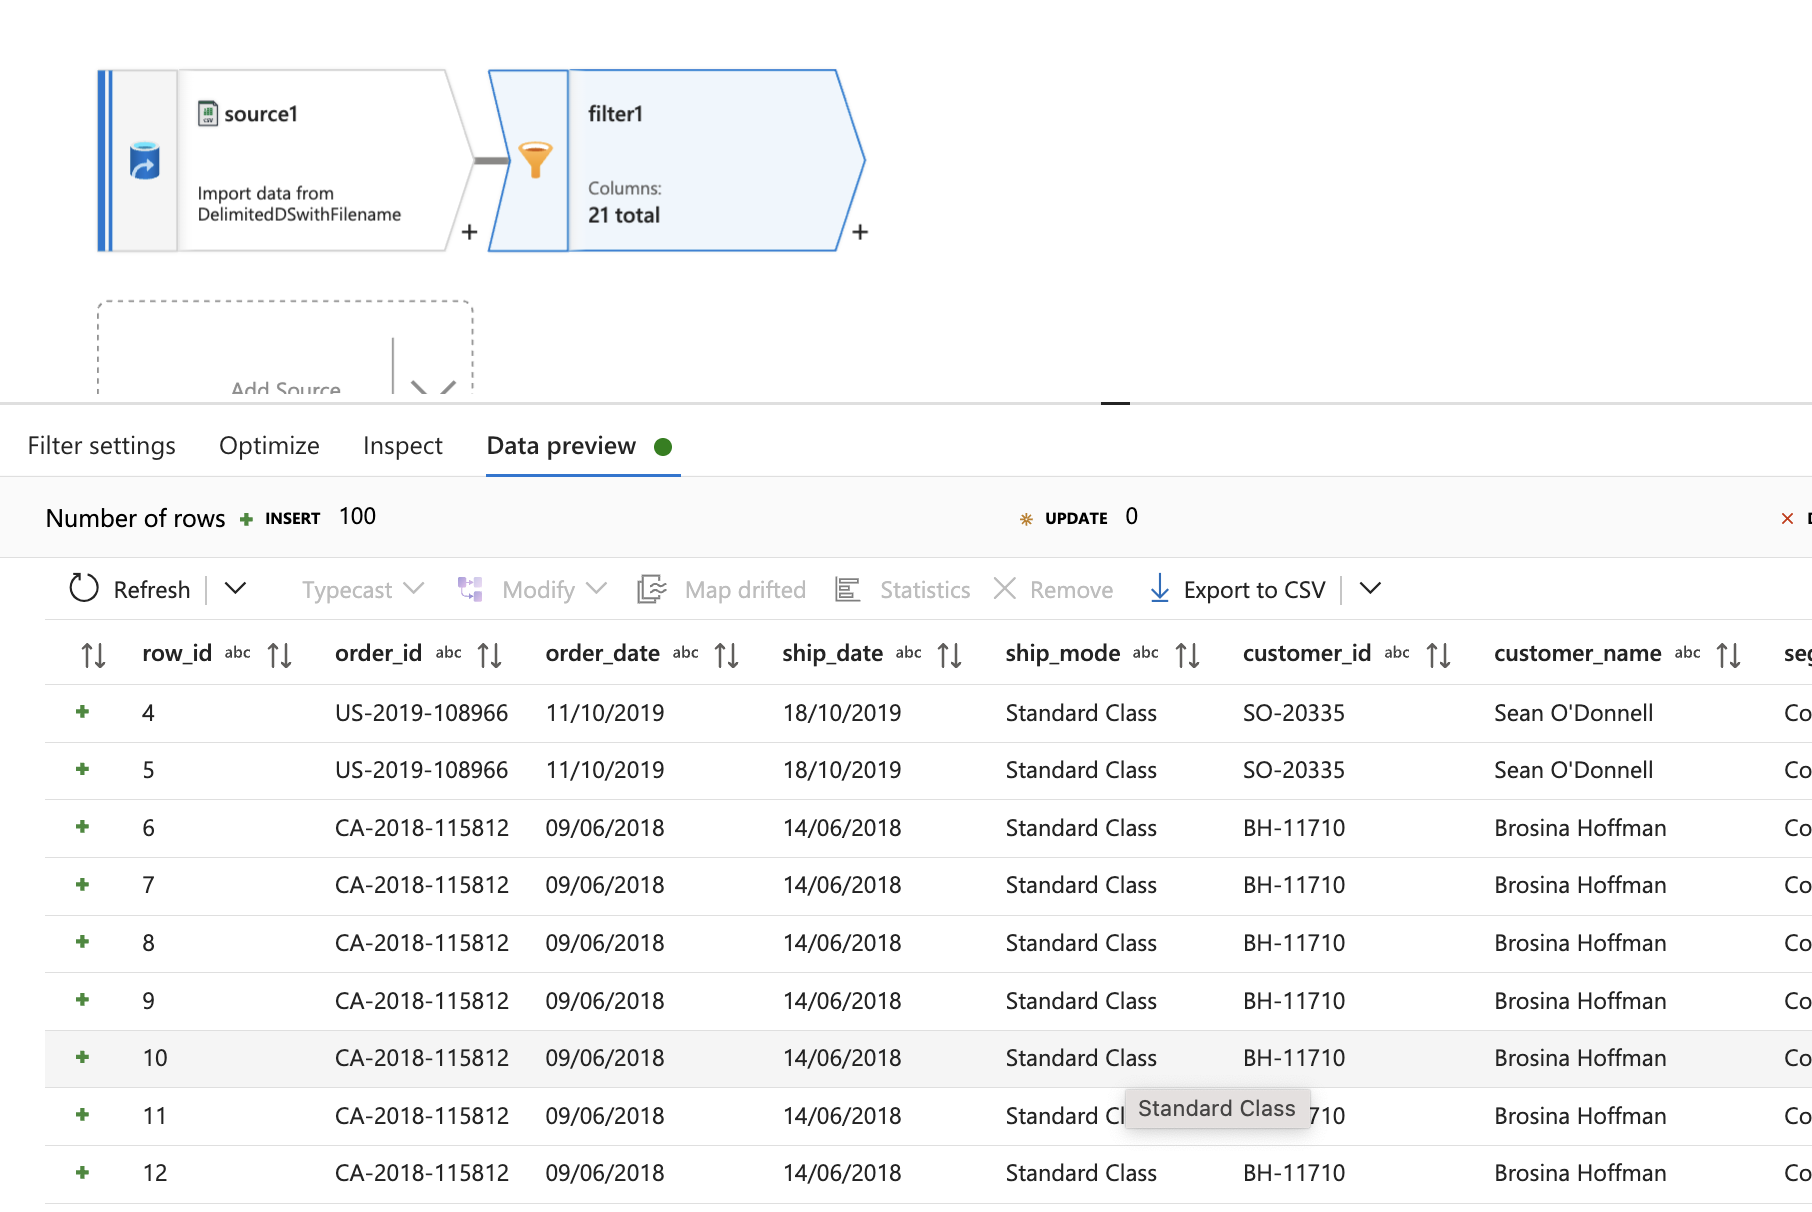 source1
Import data from
DelimitedDSwithFilename
+
filter1
Columns:
21 total
+
Add Source
Filter settings Optimize Inspect Data preview
Number of rows + INSERT 100 UPDATE 0
Refresh Typecast Modify Map drifted Statistics Remove Export to CSV
row_id abc order_id abc order_date abc ship_date abc ship_mode abc customer_id abc customer_name abc seg
+ 4 US-2019-108966 11/10/2019 18/10/2019 Standard Class SO-20335 Sean O'Donnell Co
+ 5 US-2019-108966 11/10/2019 18/10/2019 Standard Class SO-20335 Sean O'Donnell Co
+ 6 CA-2018-115812 09/06/2018 14/06/2018 Standard Class BH-11710 Brosina Hoffman Co
+ 7 CA-2018-115812 09/06/2018 14/06/2018 Standard Class BH-11710 Brosina Hoffman Co
+ 8 CA-2018-115812 09/06/2018 14/06/2018 Standard Class BH-11710 Brosina Hoffman Co
+ 9 CA-2018-115812 09/06/2018 14/06/2018 Standard Class BH-11710 Brosina Hoffman Co
+ 10 CA-2018-115812 09/06/2018 14/06/2018 Standard Class BH-11710 Brosina Hoffman Co
Standard Class
+ 11 CA-2018-115812 09/06/2018 14/06/2018 Standard Cl 710 Brosina Hoffman Co
+ 12 CA-2018-115812 09/06/2018 14/06/2018 Standard Class BH-11710 Brosina Hoffman Co